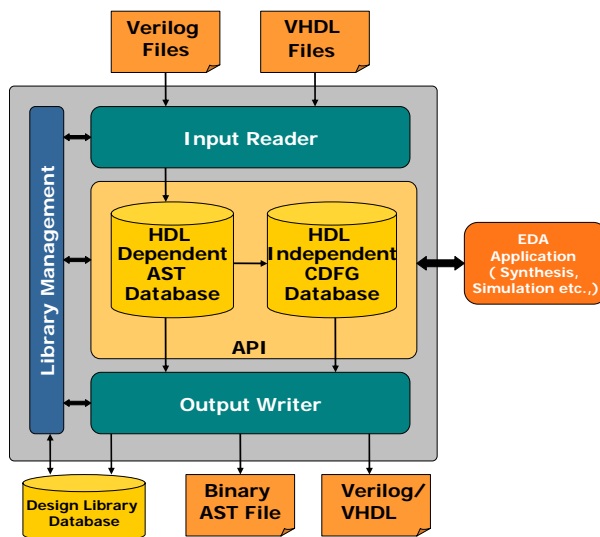 Verilog
Files
VHDL
Files
Library Management
Input Reader
HDL
Dependent
AST
Database
HDL
Independent
CDFG
Database
API
EDA
Application
( Synthesis,
Simulation etc.,)
Output Writer
Design Library
Database
Binary
AST File
Verilog/
VHDL